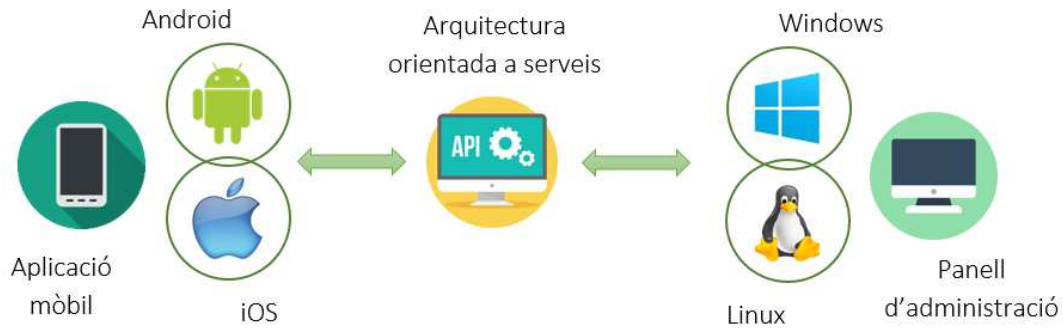 Android
Arquitectura
orientada a serveis
Windows
API
Aplicació
mòbil
iOS
Linux
Panell
d’administració